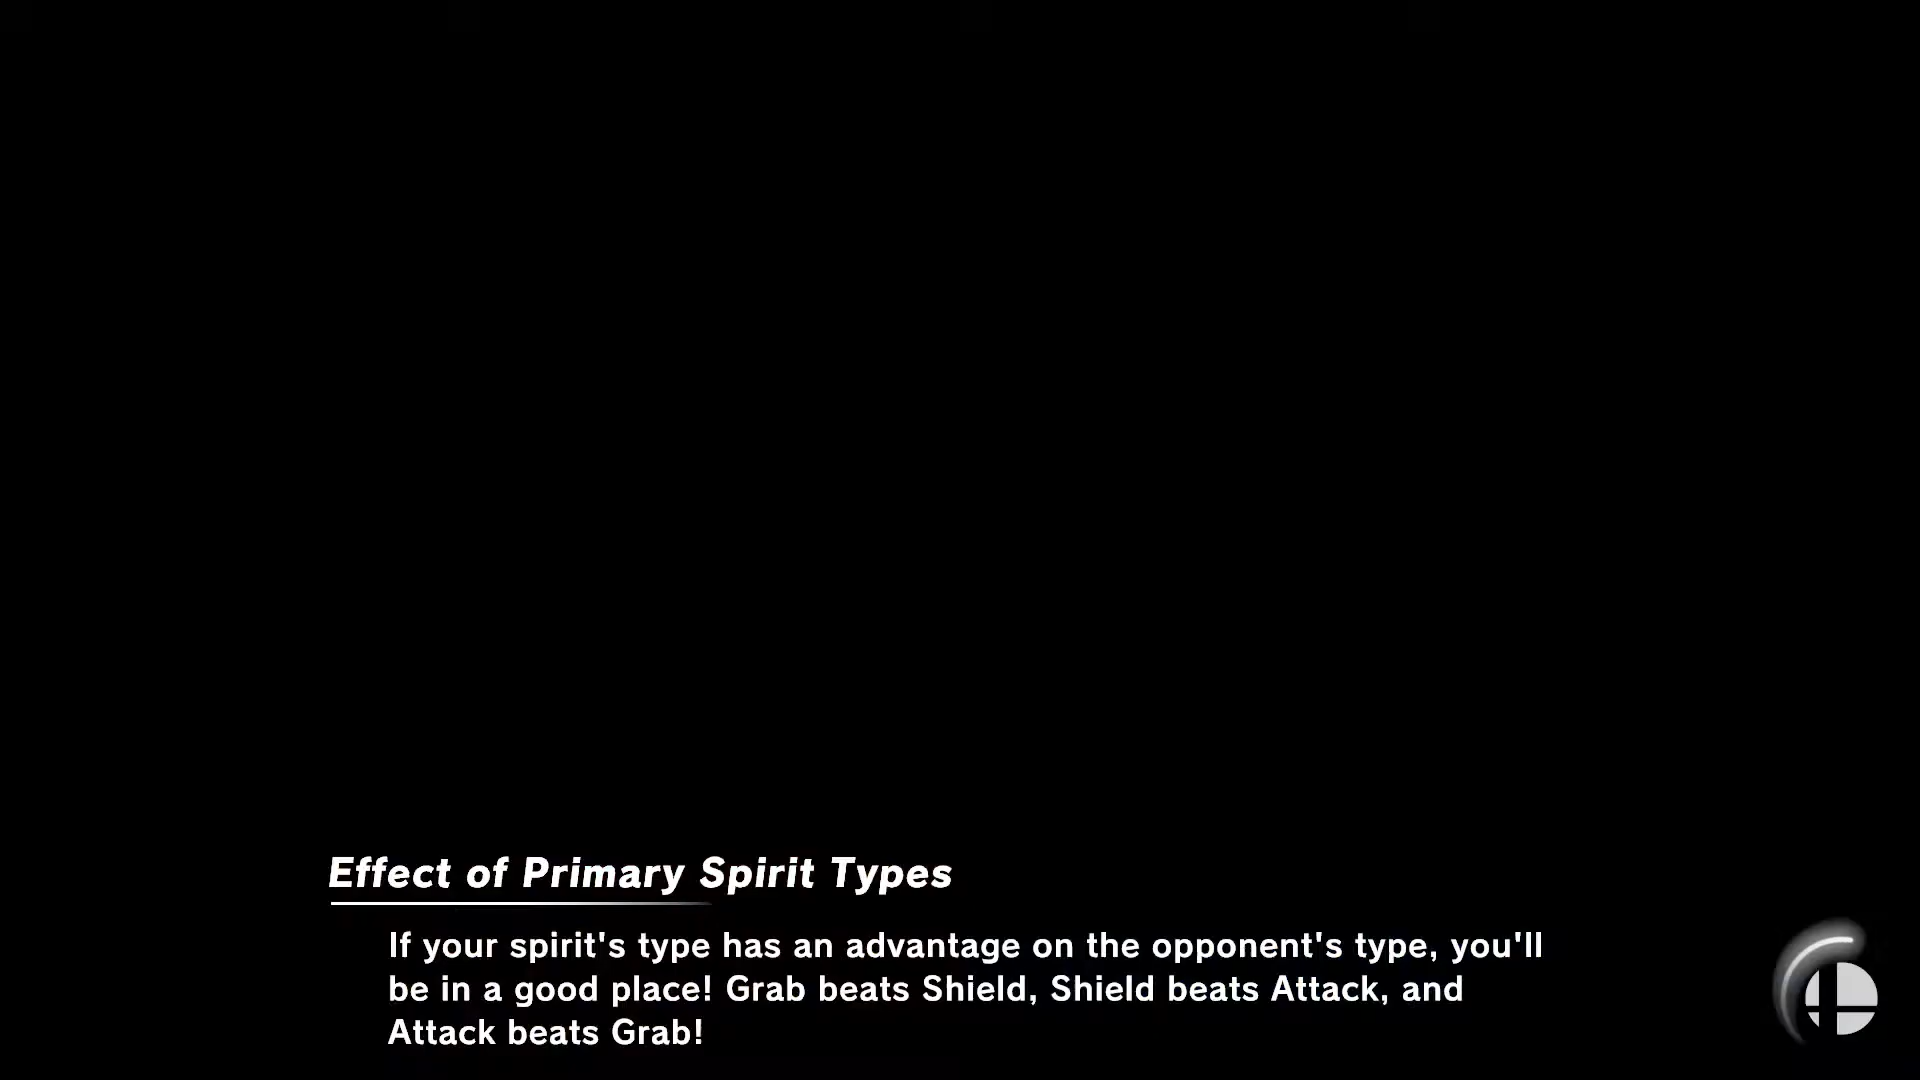 Effect of Primary Spirit Types
If your spirit's type has an advantage on the opponent's type, you'll
be in a good place! Grab beats Shield, Shield beats Attack, and
Attack beats Grab!